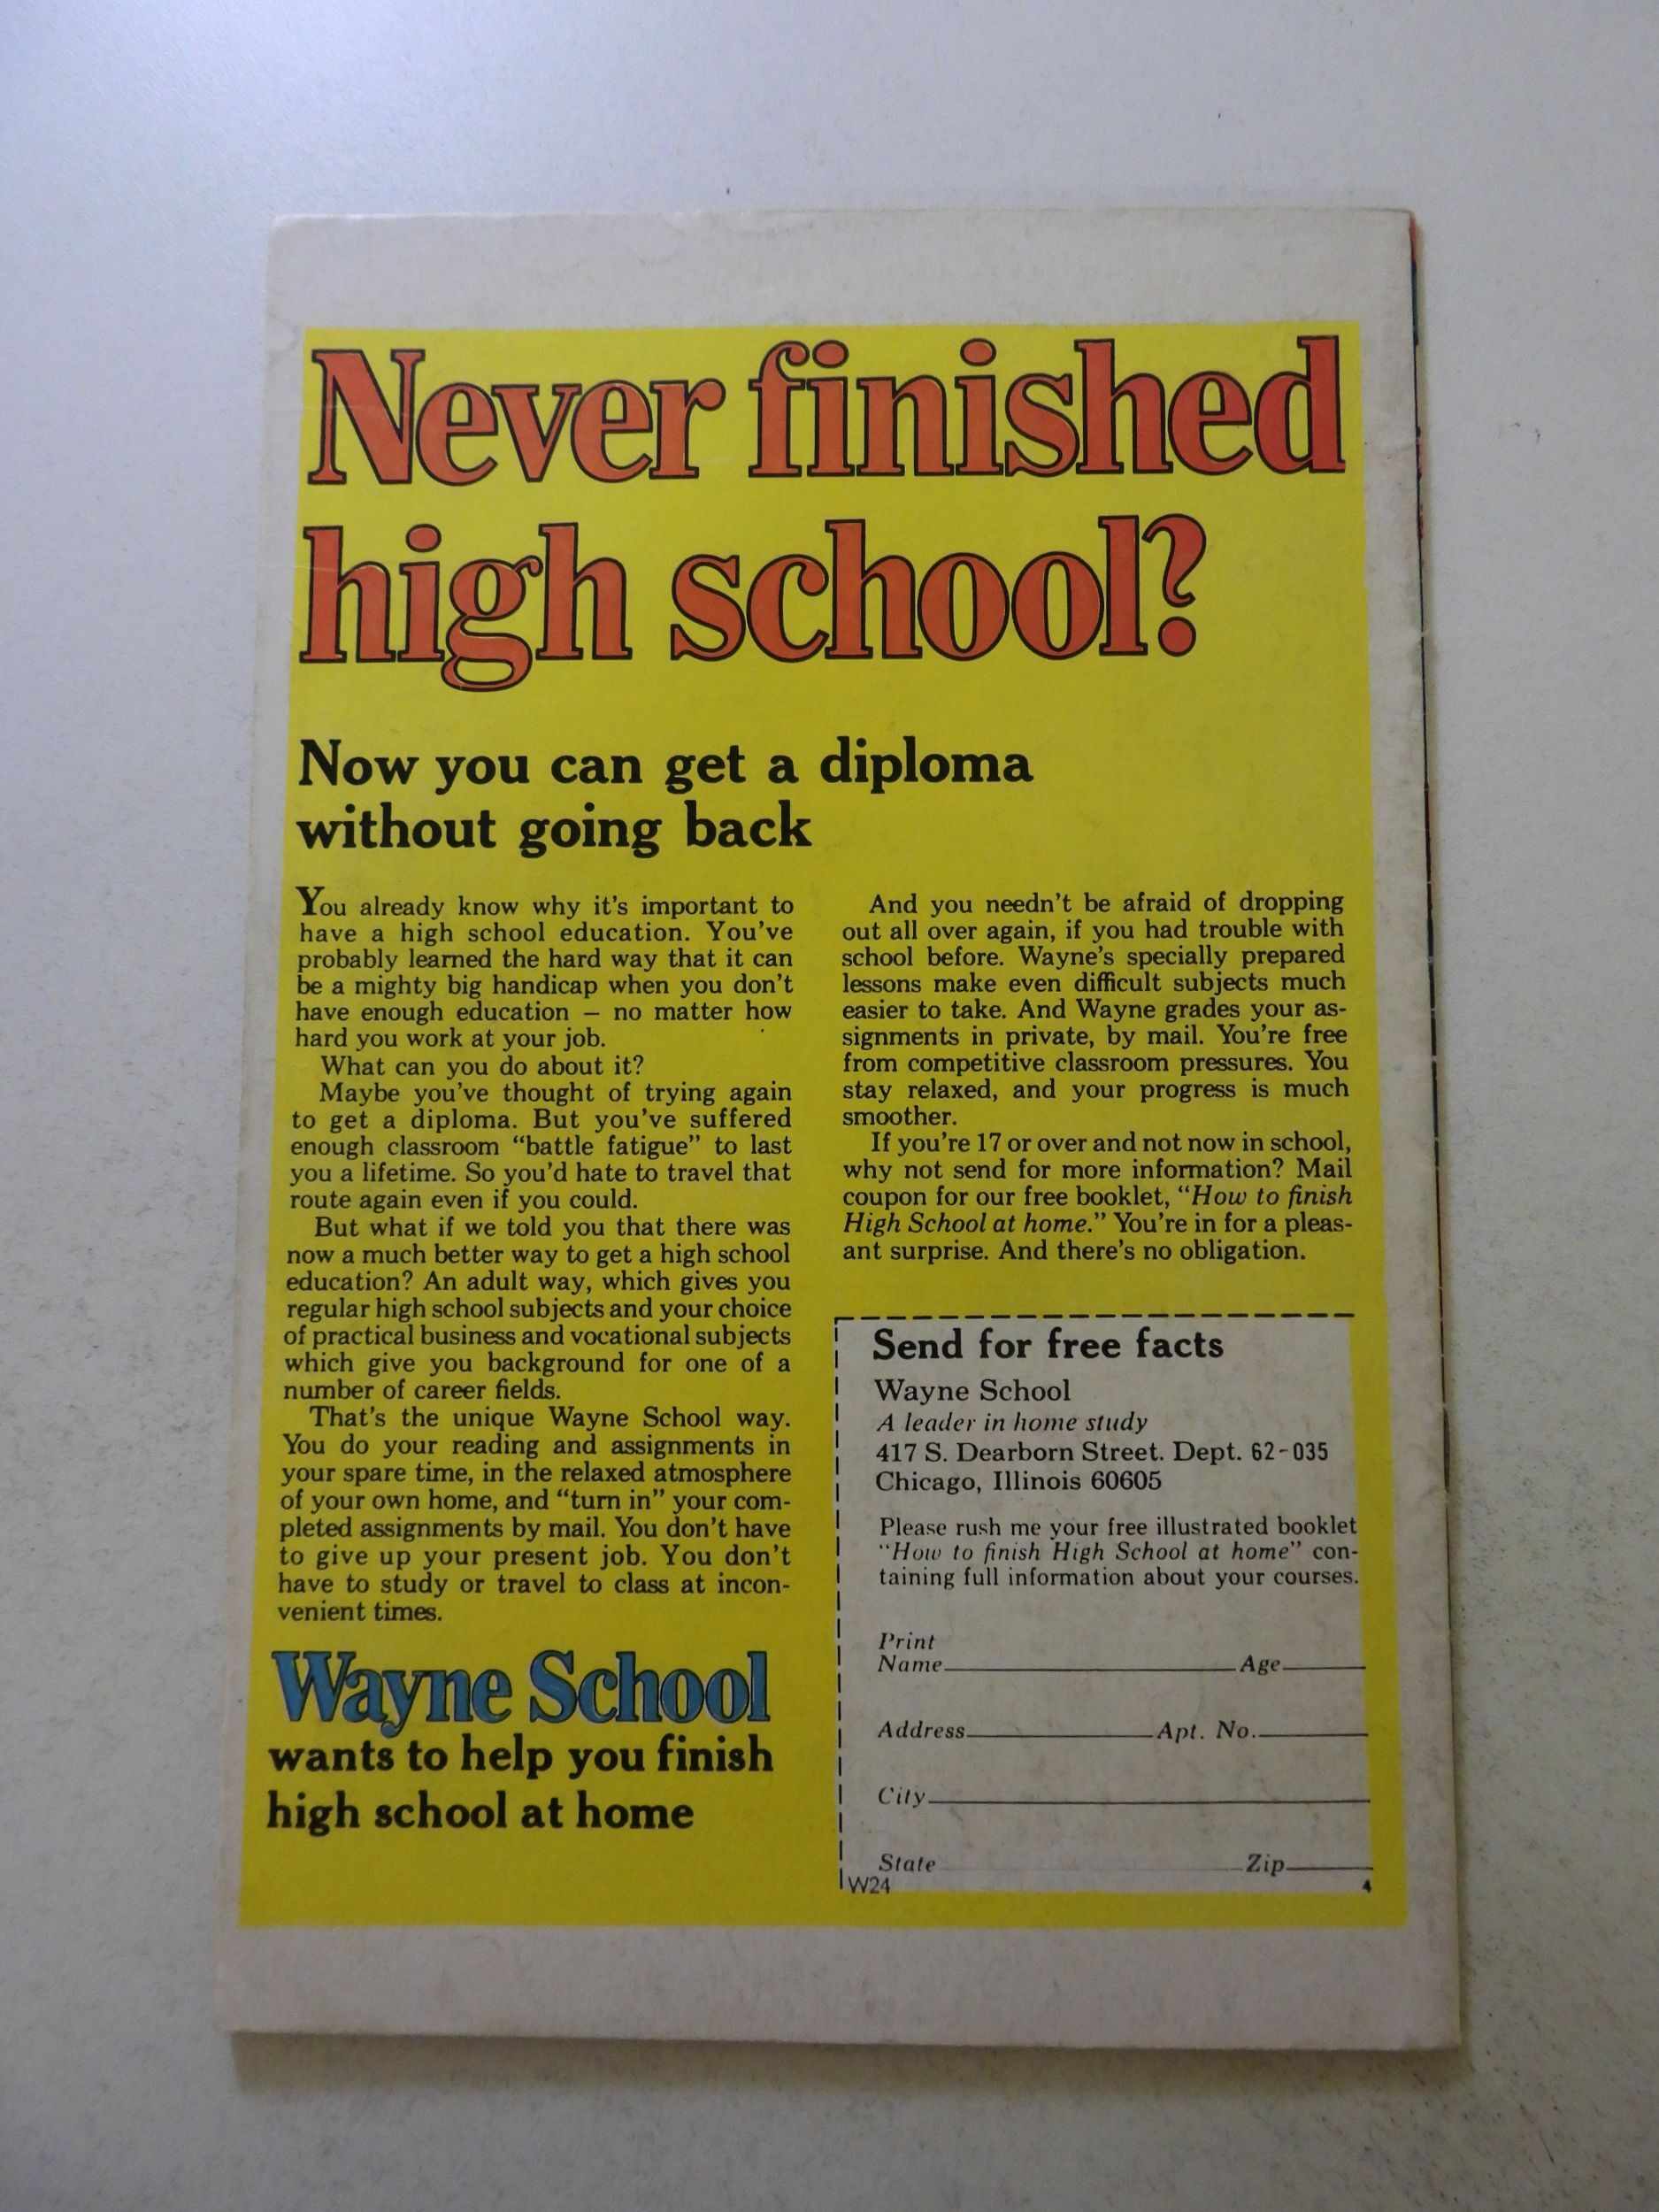 Never finished
high school?
Now you can get a diploma
without going back
You already know why it's important to
have a high school education. You've
probably learned the hard way that it can
be a mighty big handicap when you don't
have enough education — no matter how
hard you work at your job.
What can you do about it?
Maybe you've thought of trying again
to get a diploma. But you've suffered
enough classroom “battle fatigue” to last
you a lifetime. So you'd hate to travel that
route again even if you could.
But what if we told you that there was
now a much better way to get a high school
education? An adult way, which gives you
regular high school subjects and your choice
of practical business and vocational subjects
which give you background for one of a
number of career fields.
That's the unique Wayne School way.
You do your reading and assignments in
your spare time, in the relaxed atmosphere
of your own home, and “turn in” your com-
pleted assignments by mail. You don't have
to give up your present job. You don't
have to study or travel to class at incon-
venient times.
Wayne School
wants to help you finish
high school at home
And you needn't be afraid of dropping
out all over again, if you had trouble with
school before. Wayne's specially prepared
lessons make even difficult subjects much
easier to take. And Wayne grades your as-
signments in private, by mail. You're free
from competitive classroom pressures. You
stay relaxed, and your progress is much
smoother.
If you're 17 or over and not now in school,
why not send for more information? Mail
coupon for our free booklet, “How to finish
High School at home.” You're in for a pleas-
ant surprise. And there's no obligation.
Send for free facts
Wayne School
A leader in home study
417 S. Dearborn Street. Dept. 62-035
Chicago, Illinois 60605
Please rush me your free illustrated booklet
“How to finish High School at home” con-
taining full information about your courses.
Print
Name Age
Address Apt. No.
City
State Zip
W24 4